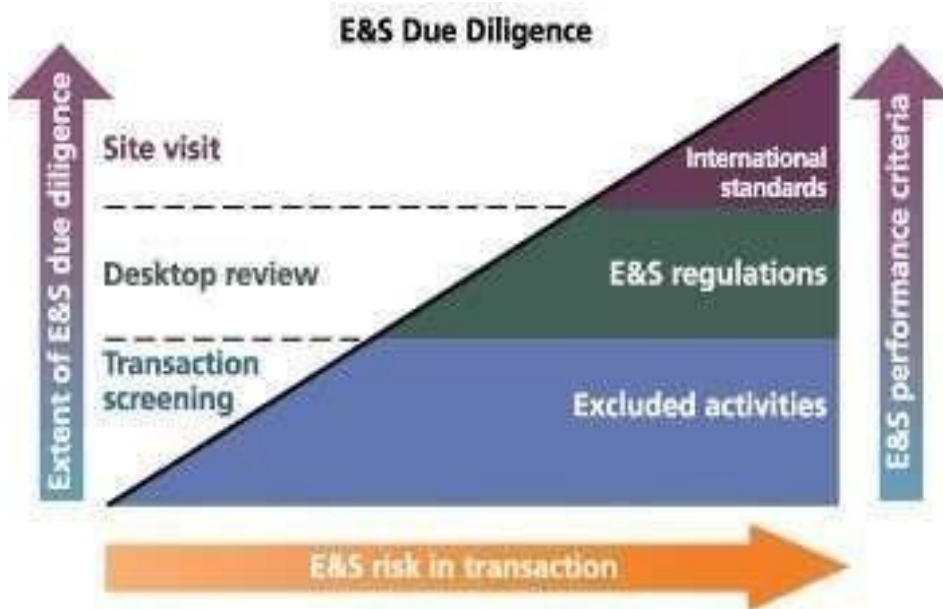 E&S Due Diligence
Extent of E&S due diligence
Site visit
Desktop review
Transaction
screening
International
standards
E&S regulations
Excluded activities
E&S performance criteria
E&S risk in transaction